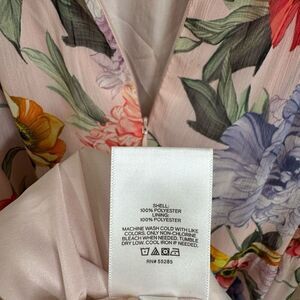 SHELL:
100% POLYESTER
LINING:
100% POLYESTER
MACHINE WASH COLD WITH LIKE
COLORS, ONLY NON-CHLORINE
BLEACH WHEN NEEDED. TUMBLE
DRY LOW, COOL IRON IF NEEDED.
RN# 55285